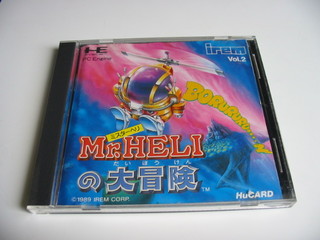 PC Engine
irem
Vol.2
BARARARARA
ミスターヘリ
Mr.HELI
だいぼうけん
の大冒険
TM
©1989 IREM CORP.
HuCARD